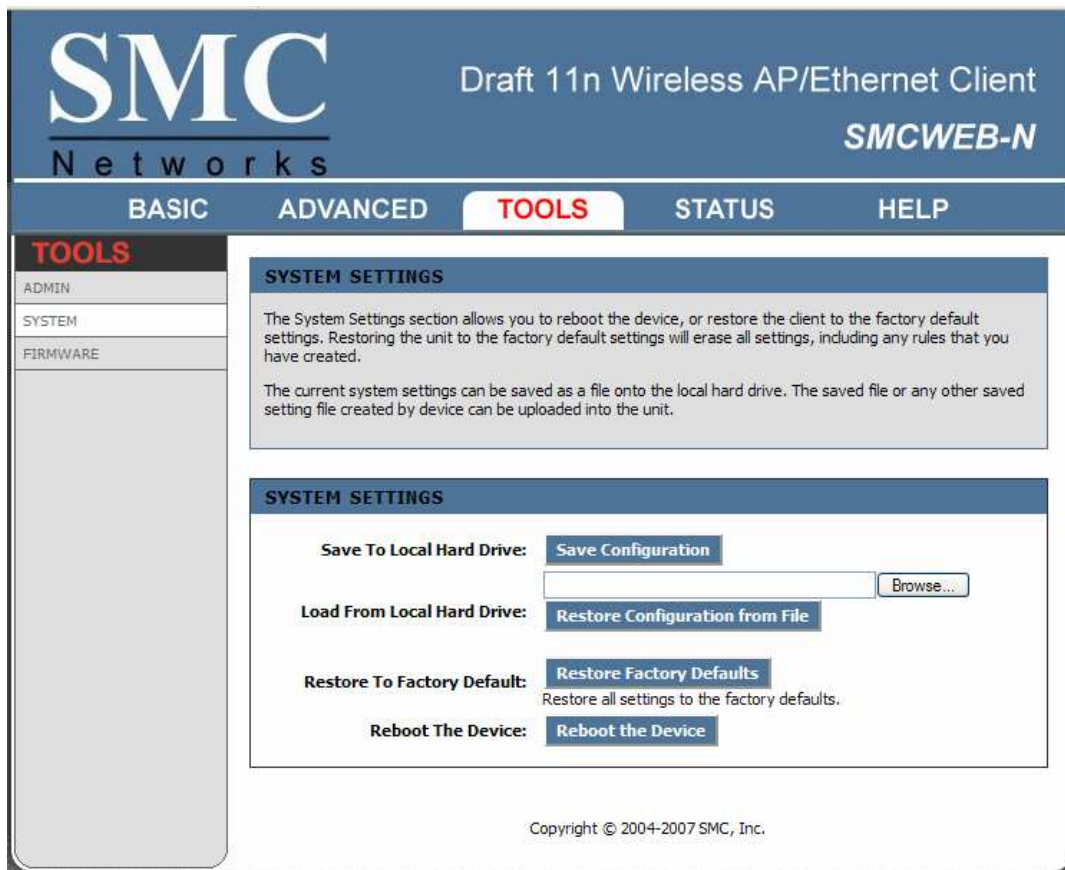 SMC
Networks
Draft 11n Wireless AP/Ethernet Client
SMCWEB-N
BASIC ADVANCED TOOLS STATUS HELP
TOOLS
ADMIN
SYSTEM
FIRMWARE
SYSTEM SETTINGS
The System Settings section allows you to reboot the device, or restore the client to the factory default
settings. Restoring the unit to the factory default settings will erase all settings, including any rules that you
have created.
The current system settings can be saved as a file onto the local hard drive. The saved file or any other saved
setting file created by device can be uploaded into the unit.
SYSTEM SETTINGS
Save To Local Hard Drive: Save Configuration
Browse...
Load From Local Hard Drive: Restore Configuration from File
Restore To Factory Default: Restore Factory Defaults
Restore all settings to the factory defaults.
Reboot The Device: Reboot the Device
Copyright © 2004-2007 SMC, Inc.